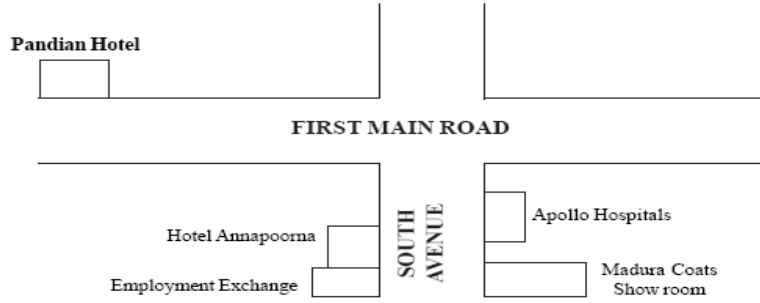 Pandian Hotel
FIRST MAIN ROAD
SOUTH
AVENUE
Apollo Hospitals
Hotel Annapoorna
Madura Coats
Show room
Employment Exchange